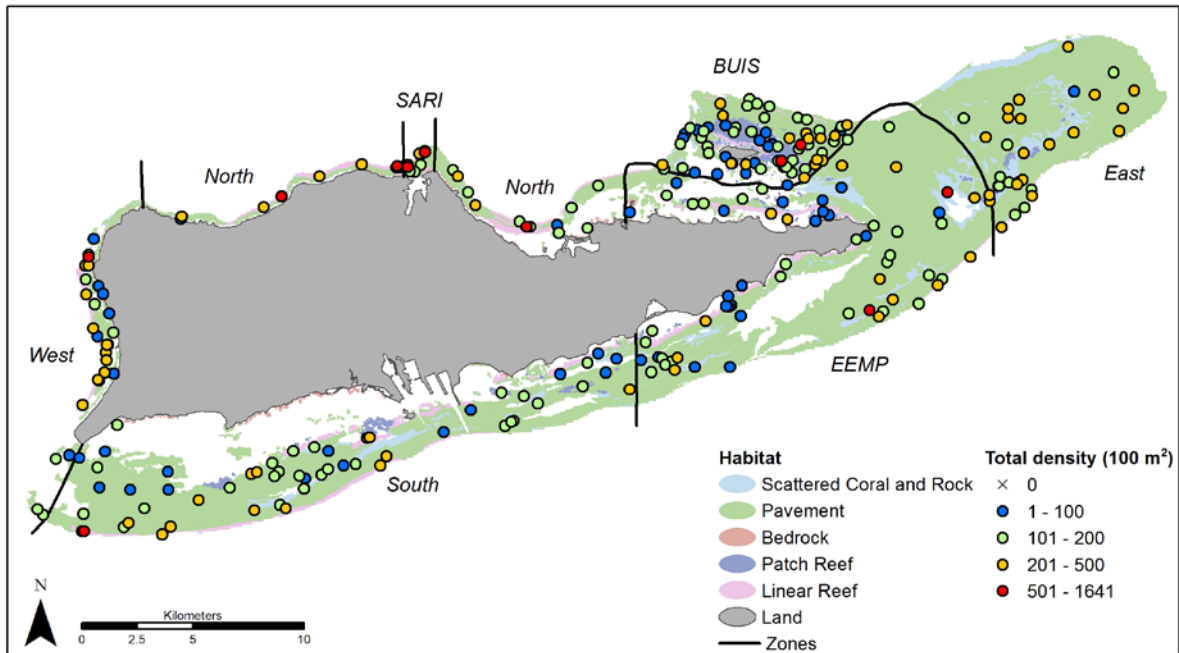 BUIS
SARI
North
North
East
West
EEMP
South
Habitat
Scattered Coral and Rock
Pavement
Bedrock
Patch Reef
Linear Reef
Land
Zones
Total density (100 m²)
× 0
1 - 100
101 - 200
201 - 500
501 - 1641
N
Kilometers
0 2.5 5 10